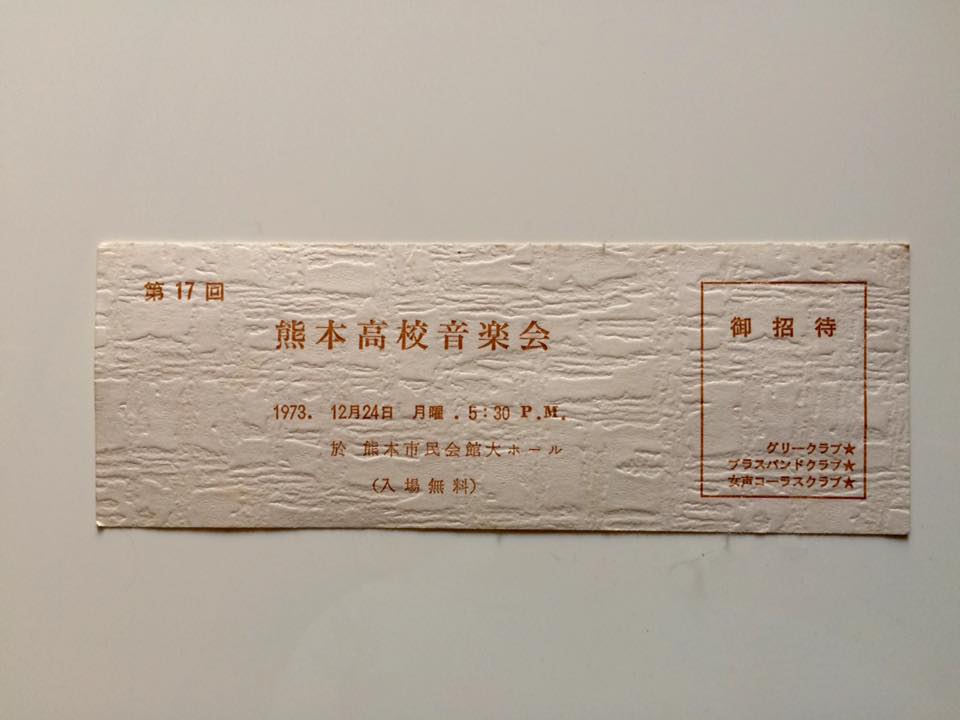 第 17 回
熊本高校音楽会
1973. 12月24日 月曜 . 5:30 P.M.
於 熊本市民会館大ホール
(入場無料)
御招待
グリークラブ★
ブラスバンドクラブ★
女声コーラスクラブ★